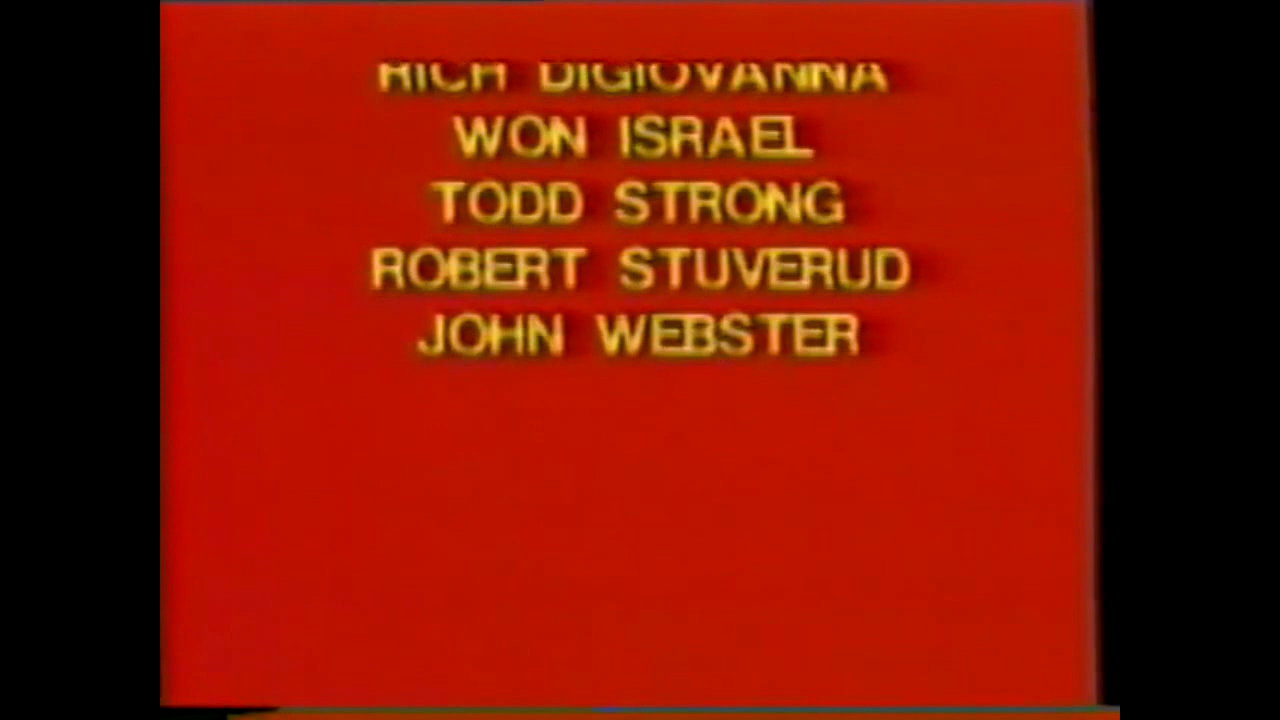 RICH DIGIOVANNA
WON ISRAEL
TODD STRONG
ROBERT STUVERUD
JOHN WEBSTER